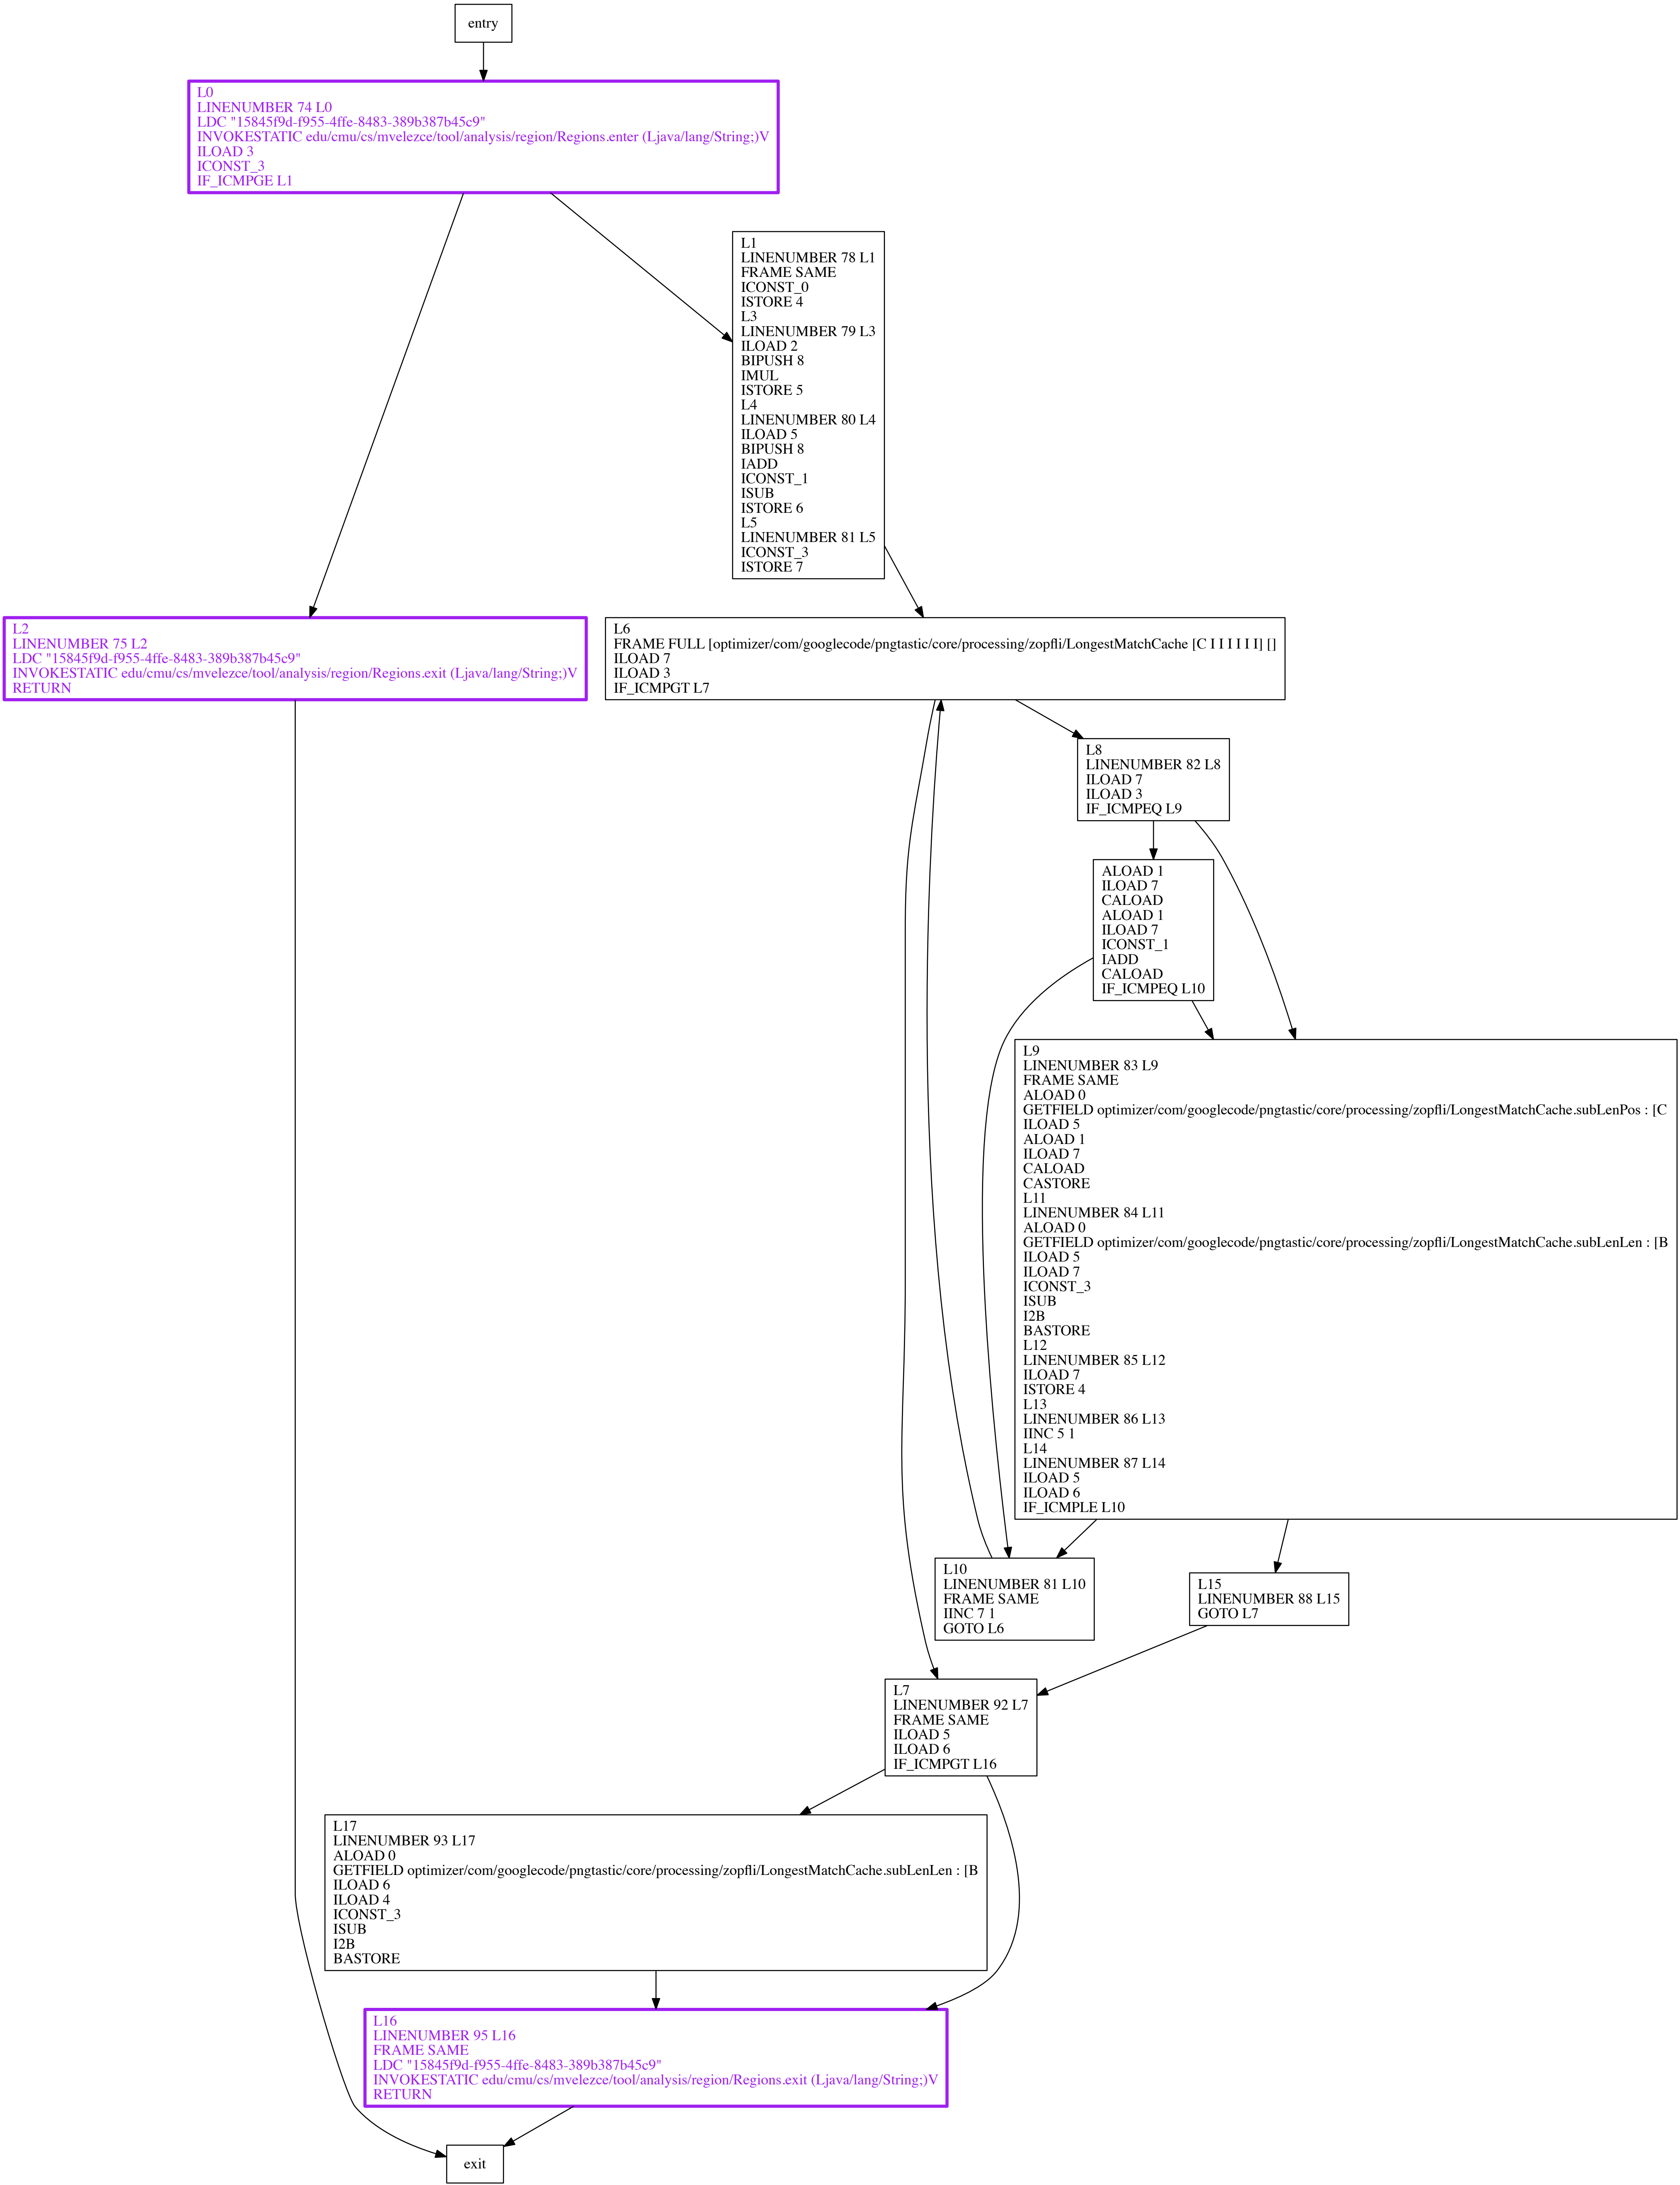 entry
L0
LINENUMBER 74 L0
LDC "15845f9d-f955-4ffe-8483-389b387b45c9"
INVOKESTATIC edu/cmu/cs/mvelezce/tool/analysis/region/Regions.enter (Ljava/lang/String;)V
ILOAD 3
ICONST_3
IF_ICMPGE L1
L1
LINENUMBER 78 L1
FRAME SAME
ICONST_0
ISTORE 4
L3
LINENUMBER 79 L3
ILOAD 2
BIPUSH 8
IMUL
ISTORE 5
L4
LINENUMBER 80 L4
ILOAD 5
BIPUSH 8
IADD
ICONST_1
ISUB
ISTORE 6
L5
LINENUMBER 81 L5
ICONST_3
ISTORE 7
L2
LINENUMBER 75 L2
LDC "15845f9d-f955-4ffe-8483-389b387b45c9"
INVOKESTATIC edu/cmu/cs/mvelezce/tool/analysis/region/Regions.exit (Ljava/lang/String;)V
RETURN
L6
FRAME FULL [optimizer/com/googlecode/pngtastic/core/processing/zopfli/LongestMatchCache [C I I I I I I] []
ILOAD 7
ILOAD 3
IF_ICMPGT L7
L8
LINENUMBER 82 L8
ILOAD 7
ILOAD 3
IF_ICMPEQ L9
ALOAD 1
ILOAD 7
CALOAD
ALOAD 1
ILOAD 7
ICONST_1
IADD
CALOAD
IF_ICMPEQ L10
L9
LINENUMBER 83 L9
FRAME SAME
ALOAD 0
GETFIELD optimizer/com/googlecode/pngtastic/core/processing/zopfli/LongestMatchCache.subLenPos : [C
ILOAD 5
ALOAD 1
ILOAD 7
CALOAD
CASTORE
L11
LINENUMBER 84 L11
ALOAD 0
GETFIELD optimizer/com/googlecode/pngtastic/core/processing/zopfli/LongestMatchCache.subLenLen : [B
ILOAD 5
ILOAD 7
ICONST_3
ISUB
I2B
BASTORE
L12
LINENUMBER 85 L12
ILOAD 7
ISTORE 4
L13
LINENUMBER 86 L13
IINC 5 1
L14
LINENUMBER 87 L14
ILOAD 5
ILOAD 6
IF_ICMPLE L10
L10
LINENUMBER 81 L10
FRAME SAME
IINC 7 1
GOTO L6
L15
LINENUMBER 88 L15
GOTO L7
L7
LINENUMBER 92 L7
FRAME SAME
ILOAD 5
ILOAD 6
IF_ICMPGT L16
L17
LINENUMBER 93 L17
ALOAD 0
GETFIELD optimizer/com/googlecode/pngtastic/core/processing/zopfli/LongestMatchCache.subLenLen : [B
ILOAD 6
ILOAD 4
ICONST_3
ISUB
I2B
BASTORE
L16
LINENUMBER 95 L16
FRAME SAME
LDC "15845f9d-f955-4ffe-8483-389b387b45c9"
INVOKESTATIC edu/cmu/cs/mvelezce/tool/analysis/region/Regions.exit (Ljava/lang/String;)V
RETURN
exit